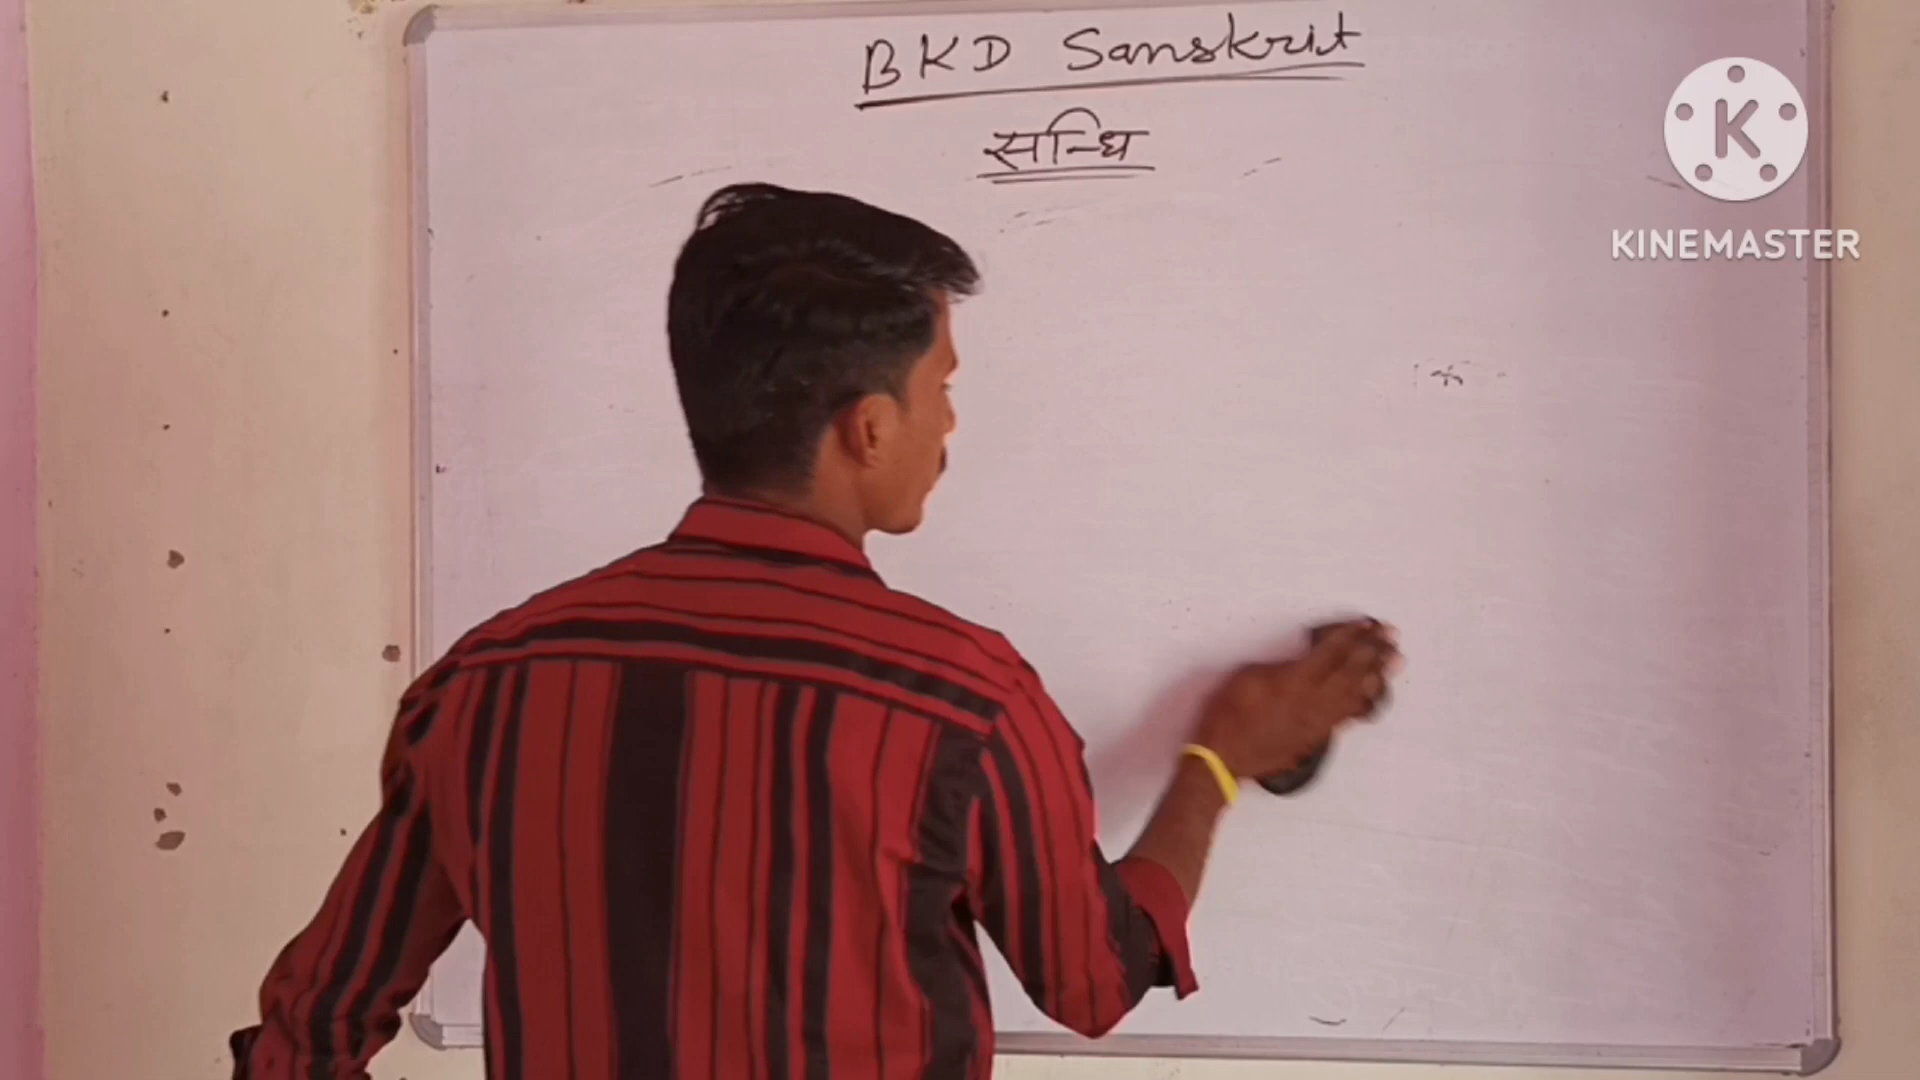 BKD Sanskrit
सन्धि
K
KINEMASTER